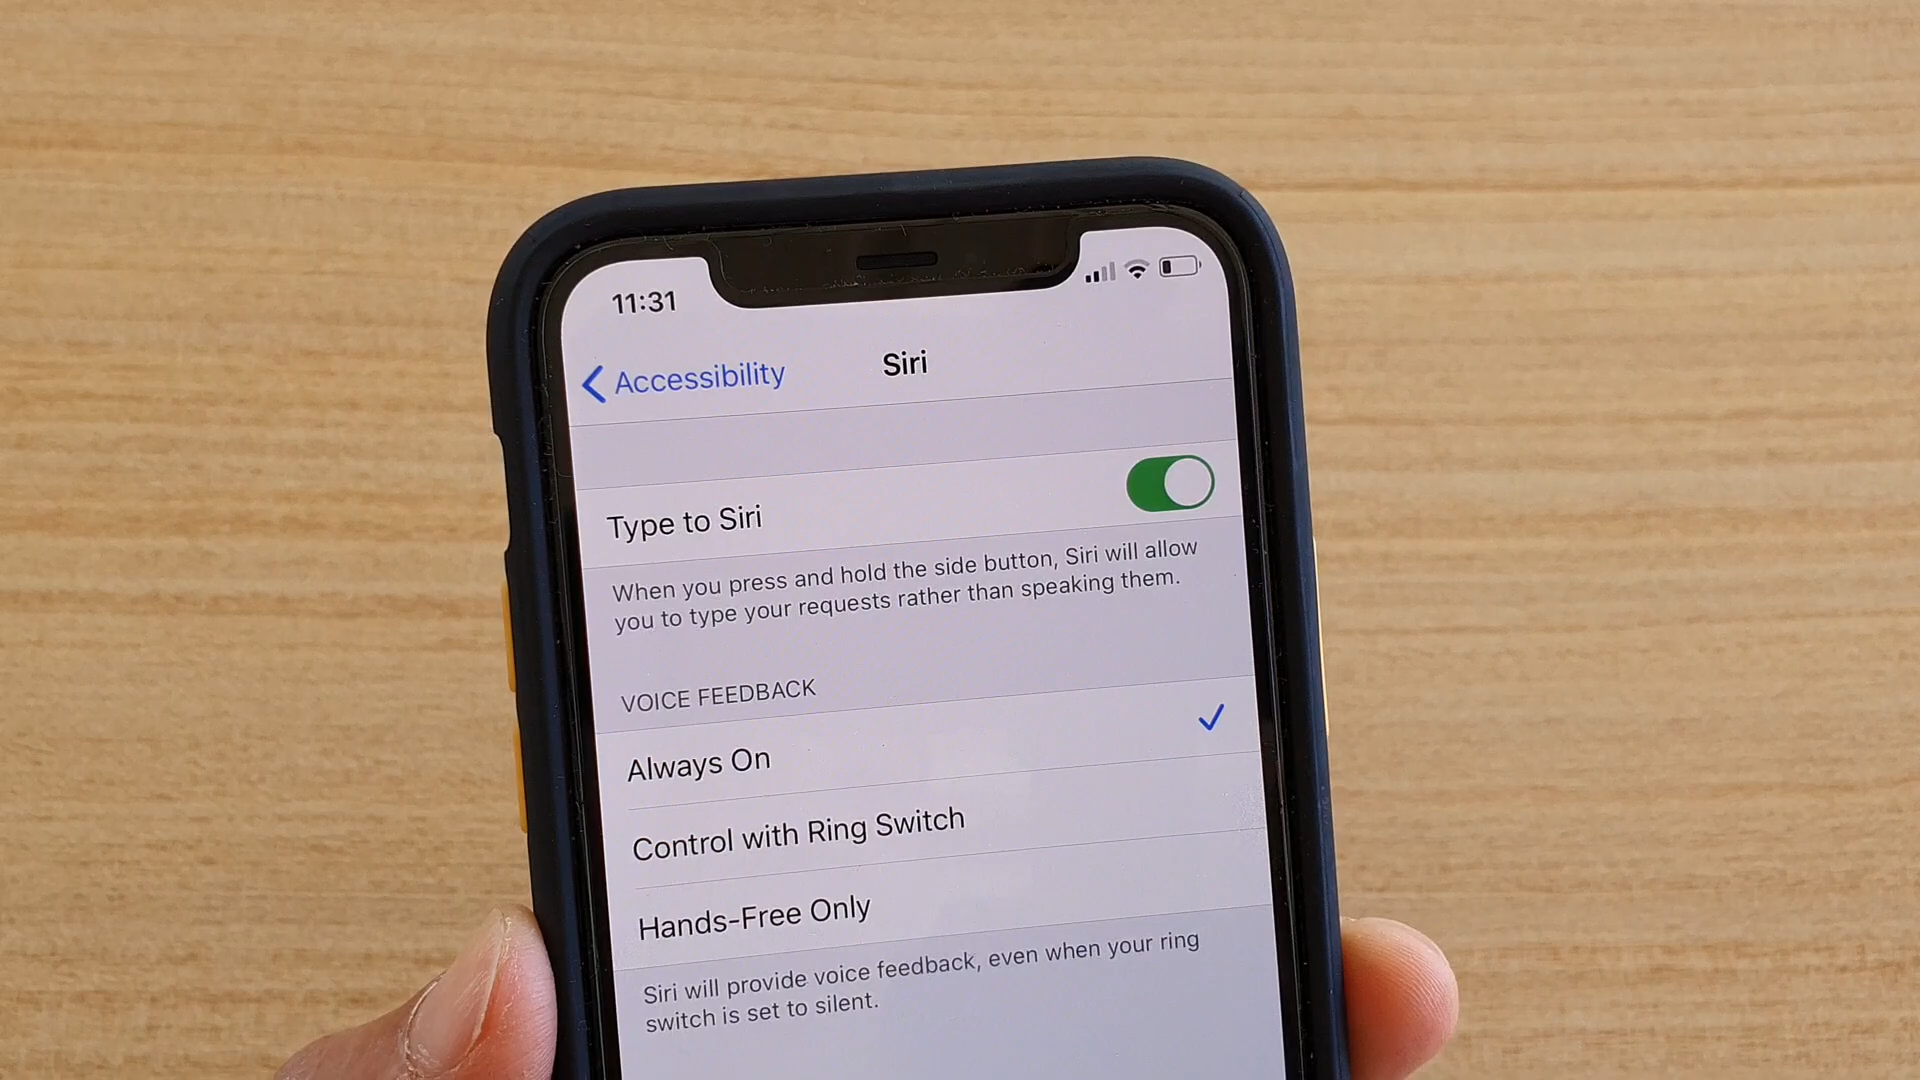 11:31
Accessibility
Siri
Type to Siri
When you press and hold the side button, Siri will allow
you to type your requests rather than speaking them.
VOICE FEEDBACK
Always On
Control with Ring Switch
Hands-Free Only
Siri will provide voice feedback, even when your ring
switch is set to silent.